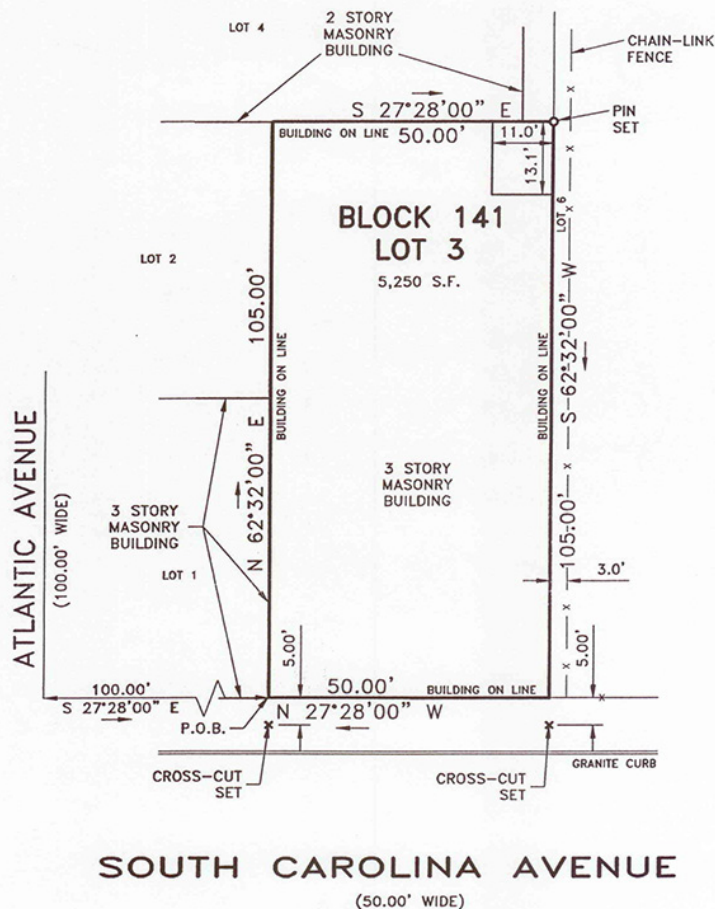 LOT 4
2 STORY
MASONRY
BUILDING
CHAIN-LINK
FENCE
S 27°28'00" E
BUILDING ON LINE
50.00'
11.0'
PIN
SET
13.1'
BLOCK 141
LOT 3
5,250 S.F.
LOT 6
LOT 2
105.00'
BUILDING ON LINE
N 62°32'00" E
BUILDING ON LINE
S 62°32'00" W
105.00'
ATLANTIC AVENUE
(100.00' WIDE)
3 STORY
MASONRY
BUILDING
3 STORY
MASONRY
BUILDING
LOT 1
3.0'
5.00'
5.00'
100.00'
S 27°28'00" E
50.00'
BUILDING ON LINE
P.O.B.
N 27°28'00" W
CROSS-CUT
SET
CROSS-CUT
SET
GRANITE CURB
SOUTH CAROLINA AVENUE
(50.00' WIDE)